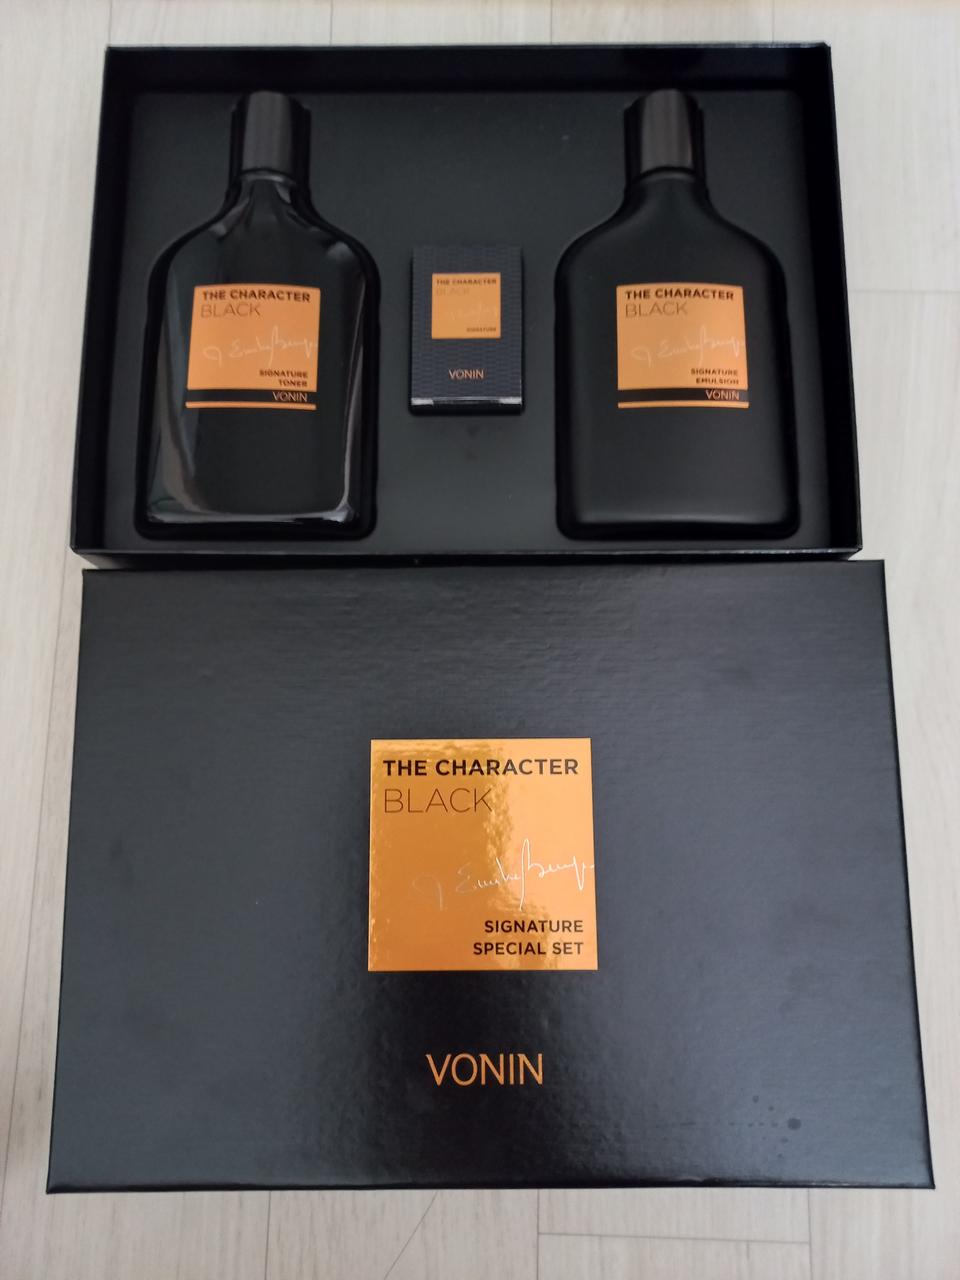 THE CHARACTER
BLACK
SIGNATURE
TONER
VONIN
THE CHARACTER
BLACK
SIGNATURE
VONIN
THE CHARACTER
BLACK
SIGNATURE
EMULSION
VONIN
THE CHARACTER
BLACK
SIGNATURE
SPECIAL SET
VONIN